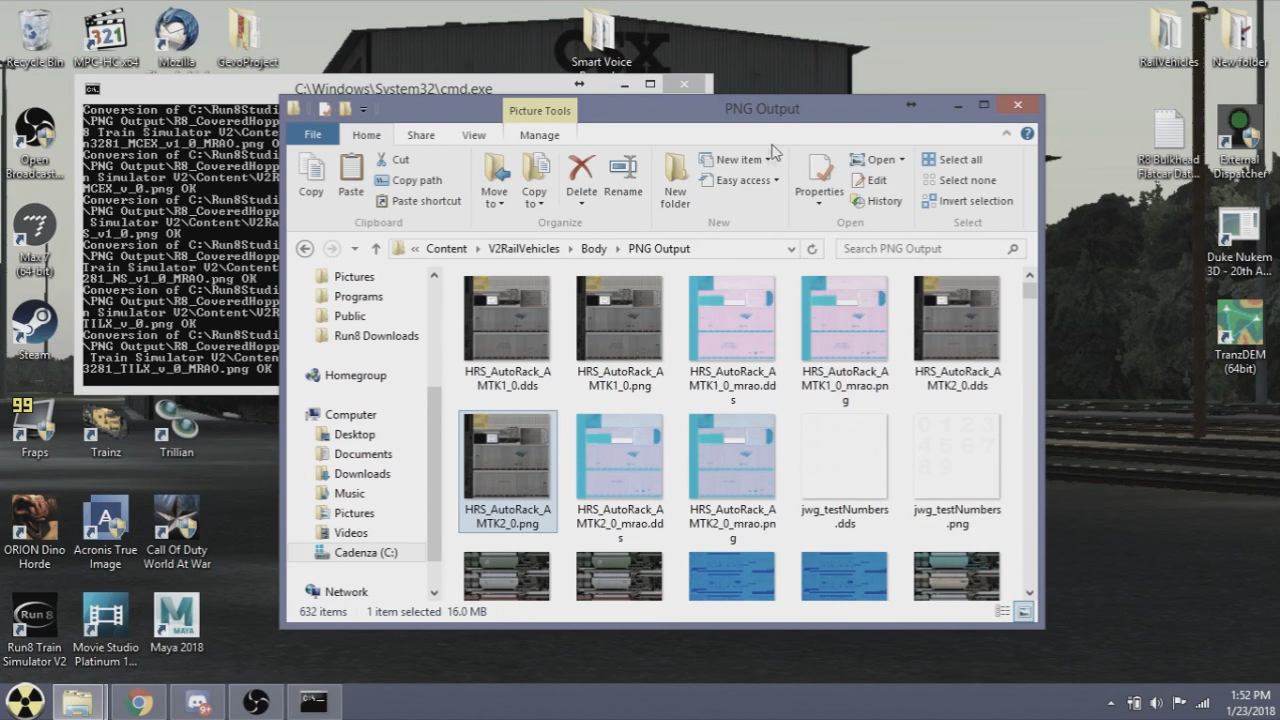 Recycle Bin
MPC-HC x64
Mozilla
GevoProject
CSX
Smart Voice
RailVehicles
New folder
Open
Broadcast...
Max 7
(64-bit)
Steam
99
Fraps
Trainz
Trillian
ORION Dino
Horde
Acronis True
Image
Call Of Duty
World At War
Run 8
Run8 Train
Simulator V2
Movie Studio
Platinum 1...
MAYA
Maya 2018
R8 Bulkhead
Flatcar Dat...
External
Dispatcher
Duke Nukem
3D - 20th A...
TranzDEM
(64bit)
C:\Windows\System32\cmd.exe
Conversion of C:\Run8Studi
\PNG Output\R8_CoveredHopp
8 Train Simulator V2\Conten
n3281_MCEX_v1_0_MRAO.png OK
Conversion of C:\Run8Studi
\PNG Output\R8_CoveredHopp
Train Simulator V2\Content
MCEX_v_0.png OK
Conversion of C:\Run8Studi
\PNG Output\R8_CoveredHopp
Simulator V2\Content\V2Ra
S_v1_0.png OK
Conversion of C:\Run8Studi
\PNG Output\R8_CoveredHopp
Train Simulator V2\Content
281_NS_v1_0_MRAO.png OK
Conversion of C:\Run8Studi
\PNG Output\R8_CoveredHopp
Simulator V2\Content\V2R
TILX_v_0.png OK
Conversion of C:\Run8Studi
\PNG Output\R8_CoveredHopp
Train Simulator V2\Conten
3281_TILX_v_0_MRAO.png OK
Picture Tools
PNG Output
File
Home
Share
View
Manage
Copy
Paste
Cut
Copy path
Paste shortcut
Clipboard
Move
to
Copy
to
Delete
Rename
Organize
New
folder
New item
Easy access
New
Properties
Open
Edit
History
Open
Select all
Select none
Invert selection
Select
« Content
V2RailVehicles
Body
PNG Output
Search PNG Output
Pictures
Programs
Public
Run8 Downloads
Homegroup
Computer
Desktop
Documents
Downloads
Music
Pictures
Videos
Cadenza (C:)
Network
HRS_AutoRack_A
MTK1_0.dds
HRS_AutoRack_A
MTK1_0.png
HRS_AutoRack_A
MTK1_0_mrao.dd
s
HRS_AutoRack_A
MTK1_0_mrao.pn
g
HRS_AutoRack_A
MTK2_0.dds
HRS_AutoRack_A
MTK2_0.png
HRS_AutoRack_A
MTK2_0_mrao.dd
s
HRS_AutoRack_A
MTK2_0_mrao.pn
g
jwg_testNumbers
.dds
jwg_testNumbers
.png
632 items
1 item selected 16.0 MB
1:52 PM
1/23/2018